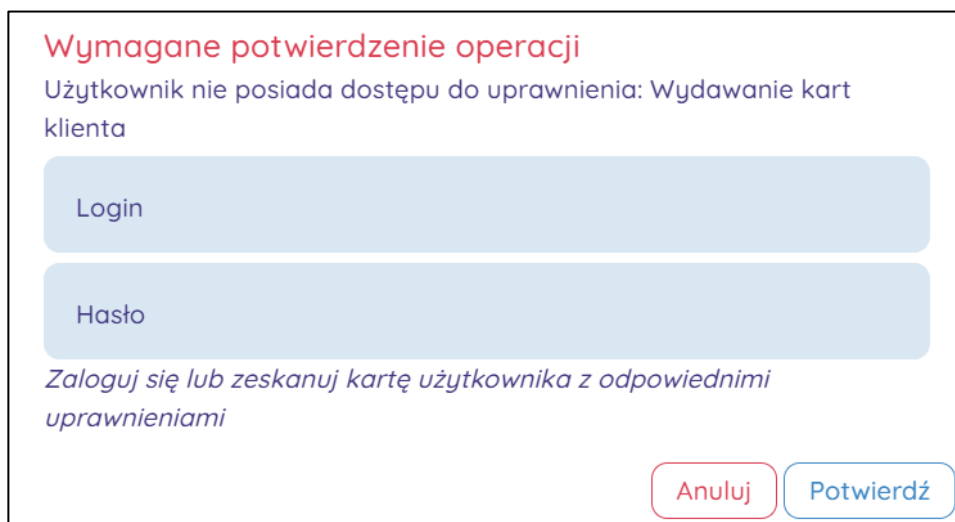 Wymagane potwierdzenie operacji
Użytkownik nie posiada dostępu do uprawnienia: Wydawanie kart
klienta
Login
Hasło
Zaloguj się lub zeskanuj kartę użytkownika z odpowiednimi
uprawnieniami
Anuluj Potwierdź